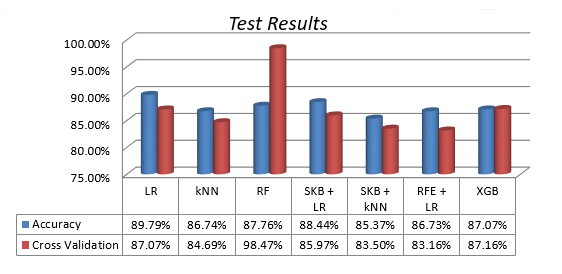 Test Results
100.00%
95.00%
90.00%
85.00%
80.00%
75.00%
LR kNN RF SKB + LR SKB + kNN RFE + LR XGB
Accuracy 89.79% 86.74% 87.76% 88.44% 85.37% 86.73% 87.07%
Cross Validation 87.07% 84.69% 98.47% 85.97% 83.50% 83.16% 87.16%